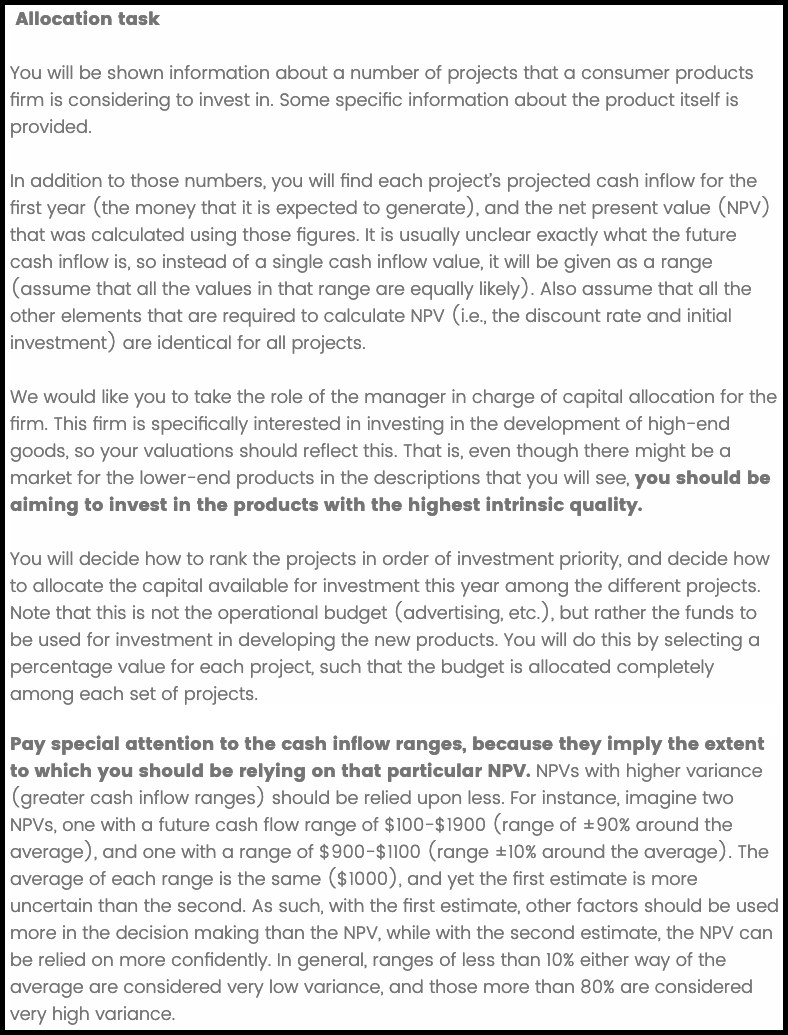 Allocation task
You will be shown information about a number of projects that a consumer products
firm is considering to invest in. Some specific information about the product itself is
provided.
In addition to those numbers, you will find each project's projected cash inflow for the
first year (the money that it is expected to generate), and the net present value (NPV)
that was calculated using those figures. It is usually unclear exactly what the future
cash inflow is, so instead of a single cash inflow value, it will be given as a range
(assume that all the values in that range are equally likely). Also assume that all the
other elements that are required to calculate NPV (i.e., the discount rate and initial
investment) are identical for all projects.
We would like you to take the role of the manager in charge of capital allocation for the
firm. This firm is specifically interested in investing in the development of high-end
goods, so your valuations should reflect this. That is, even though there might be a
market for the lower-end products in the descriptions that you will see, you should be
aiming to invest in the products with the highest intrinsic quality.
You will decide how to rank the projects in order of investment priority, and decide how
to allocate the capital available for investment this year among the different projects.
Note that this is not the operational budget (advertising, etc.), but rather the funds to
be used for investment in developing the new products. You will do this by selecting a
percentage value for each project, such that the budget is allocated completely
among each set of projects.
Pay special attention to the cash inflow ranges, because they imply the extent
to which you should be relying on that particular NPV. NPVs with higher variance
(greater cash inflow ranges) should be relied upon less. For instance, imagine two
NPVs, one with a future cash flow range of $100-$1900 (range of ±90% around the
average), and one with a range of $900-$1100 (range ±10% around the average). The
average of each range is the same ($1000), and yet the first estimate is more
uncertain than the second. As such, with the first estimate, other factors should be used
more in the decision making than the NPV, while with the second estimate, the NPV can
be relied on more confidently. In general, ranges of less than 10% either way of the
average are considered very low variance, and those more than 80% are considered
very high variance.